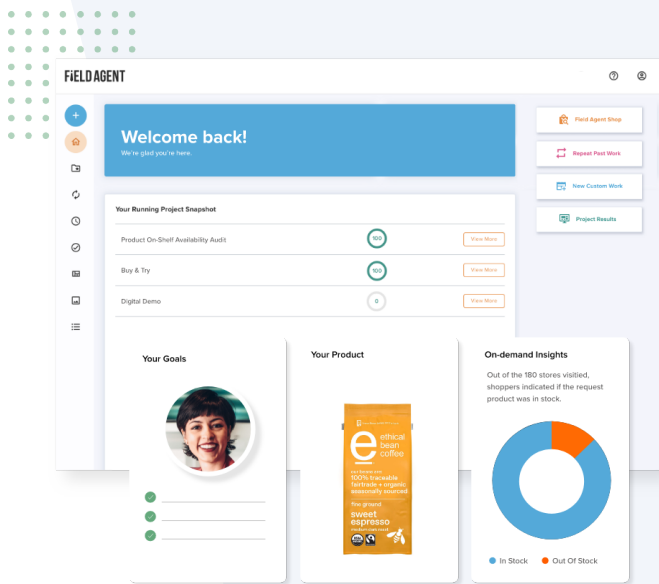 FiELD AGENT
Welcome back!
We're glad you're here.
Field Agent Shop
Repeat Past Work
New Custom Work
Project Results
Your Running Project Snapshot
Product On-Shelf Availability Audit
100
View More
Buy & Try
100
View More
Digital Demo
0
View More
Your Goals
Your Product
ethical
bean
coffee
100% traceable
fairtrade + organic
seasonally sourced
fine ground
sweet
espresso
medium dark roast
On-demand Insights
Out of the 180 stores visitied,
shoppers indicated if the request
product was in stock.
In Stock
Out Of Stock